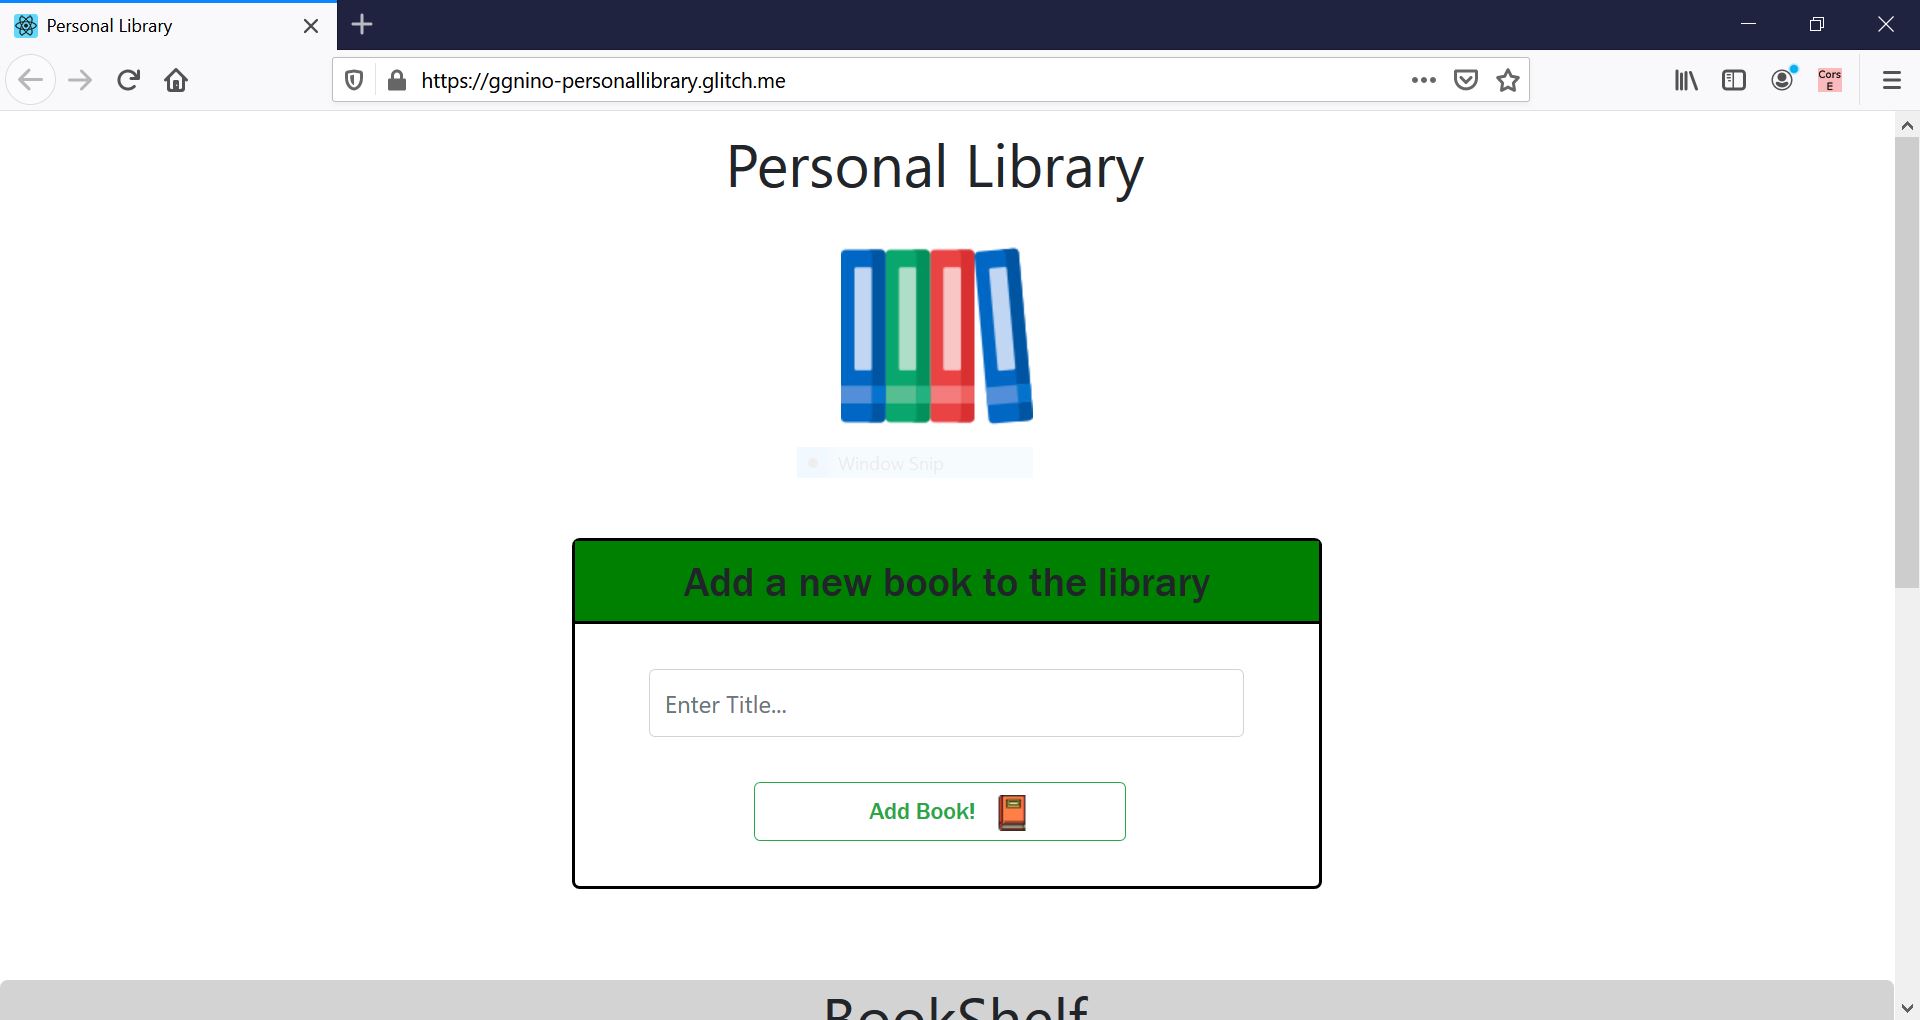 Personal Library
https://ggnino-personallibrary.glitch.me
Cors
E
Personal Library
Window Snip
Add a new book to the library
Enter Title...
Add Book!
BookShelf